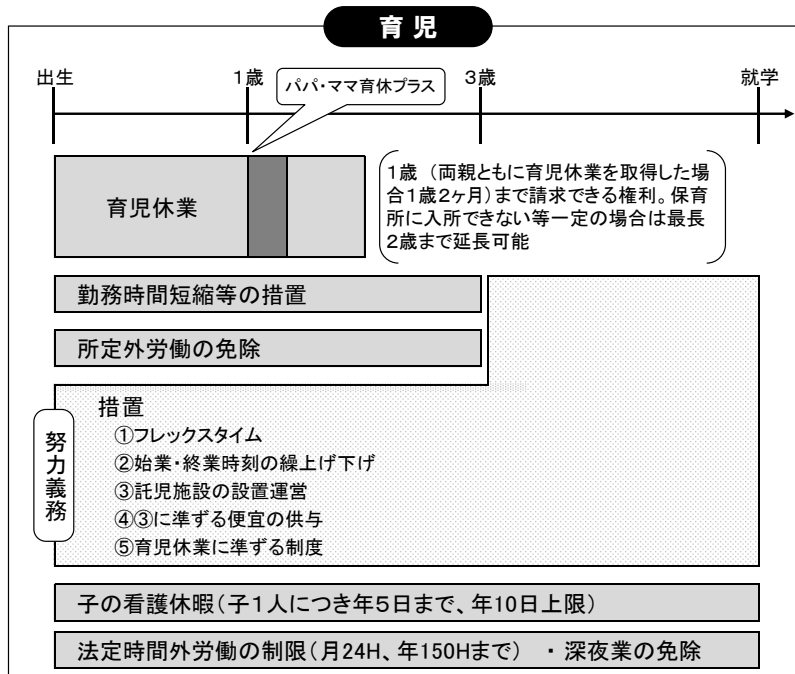 育児
出生
1歳
パパ・ママ育休プラス
3歳
就学
育児休業
1歳 （両親ともに育児休業を取得した場
合1歳2ヶ月）まで請求できる権利。保育
所に入所できない等一定の場合は最長
2歳まで延長可能
勤務時間短縮等の措置
所定外労働の免除
努力義務
措置
①フレックスタイム
②始業・終業時刻の繰上げ下げ
③託児施設の設置運営
④③に準ずる便宜の供与
⑤育児休業に準ずる制度
子の看護休暇（子1人につき年5日まで、年10日上限）
法定時間外労働の制限（月24H、年150Hまで） ・深夜業の免除